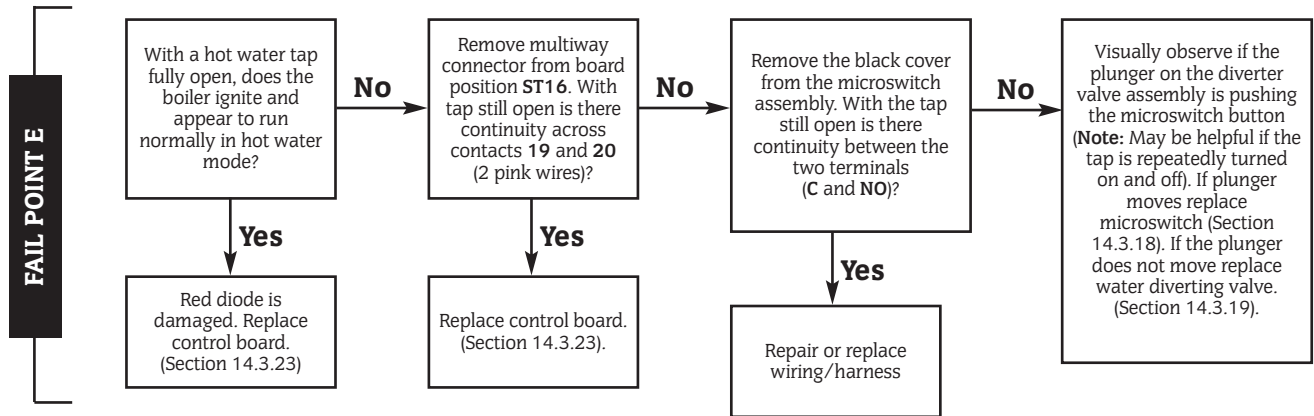 FAIL POINT E
With a hot water tap
fully open, does the
boiler ignite and
appear to run
normally in hot water
mode?
No
Yes
Red diode is
damaged. Replace
control board.
(Section 14.3.23)
Remove multiway
connector from board
position ST16. With
tap still open is there
continuity across
contacts 19 and 20
(2 pink wires)?
No
Yes
Replace control board.
(Section 14.3.23).
Remove the black cover
from the microswitch
assembly. With the tap
still open is there
continuity between the
two terminals
(C and NO)?
No
Yes
Repair or replace
wiring/harness
Visually observe if the
plunger on the diverter
valve assembly is pushing
the microswitch button
(Note: May be helpful if the
tap is repeatedly turned
on and off). If plunger
moves replace
microswitch (Section
14.3.18). If the plunger
does not move replace
water diverting valve.
(Section 14.3.19).